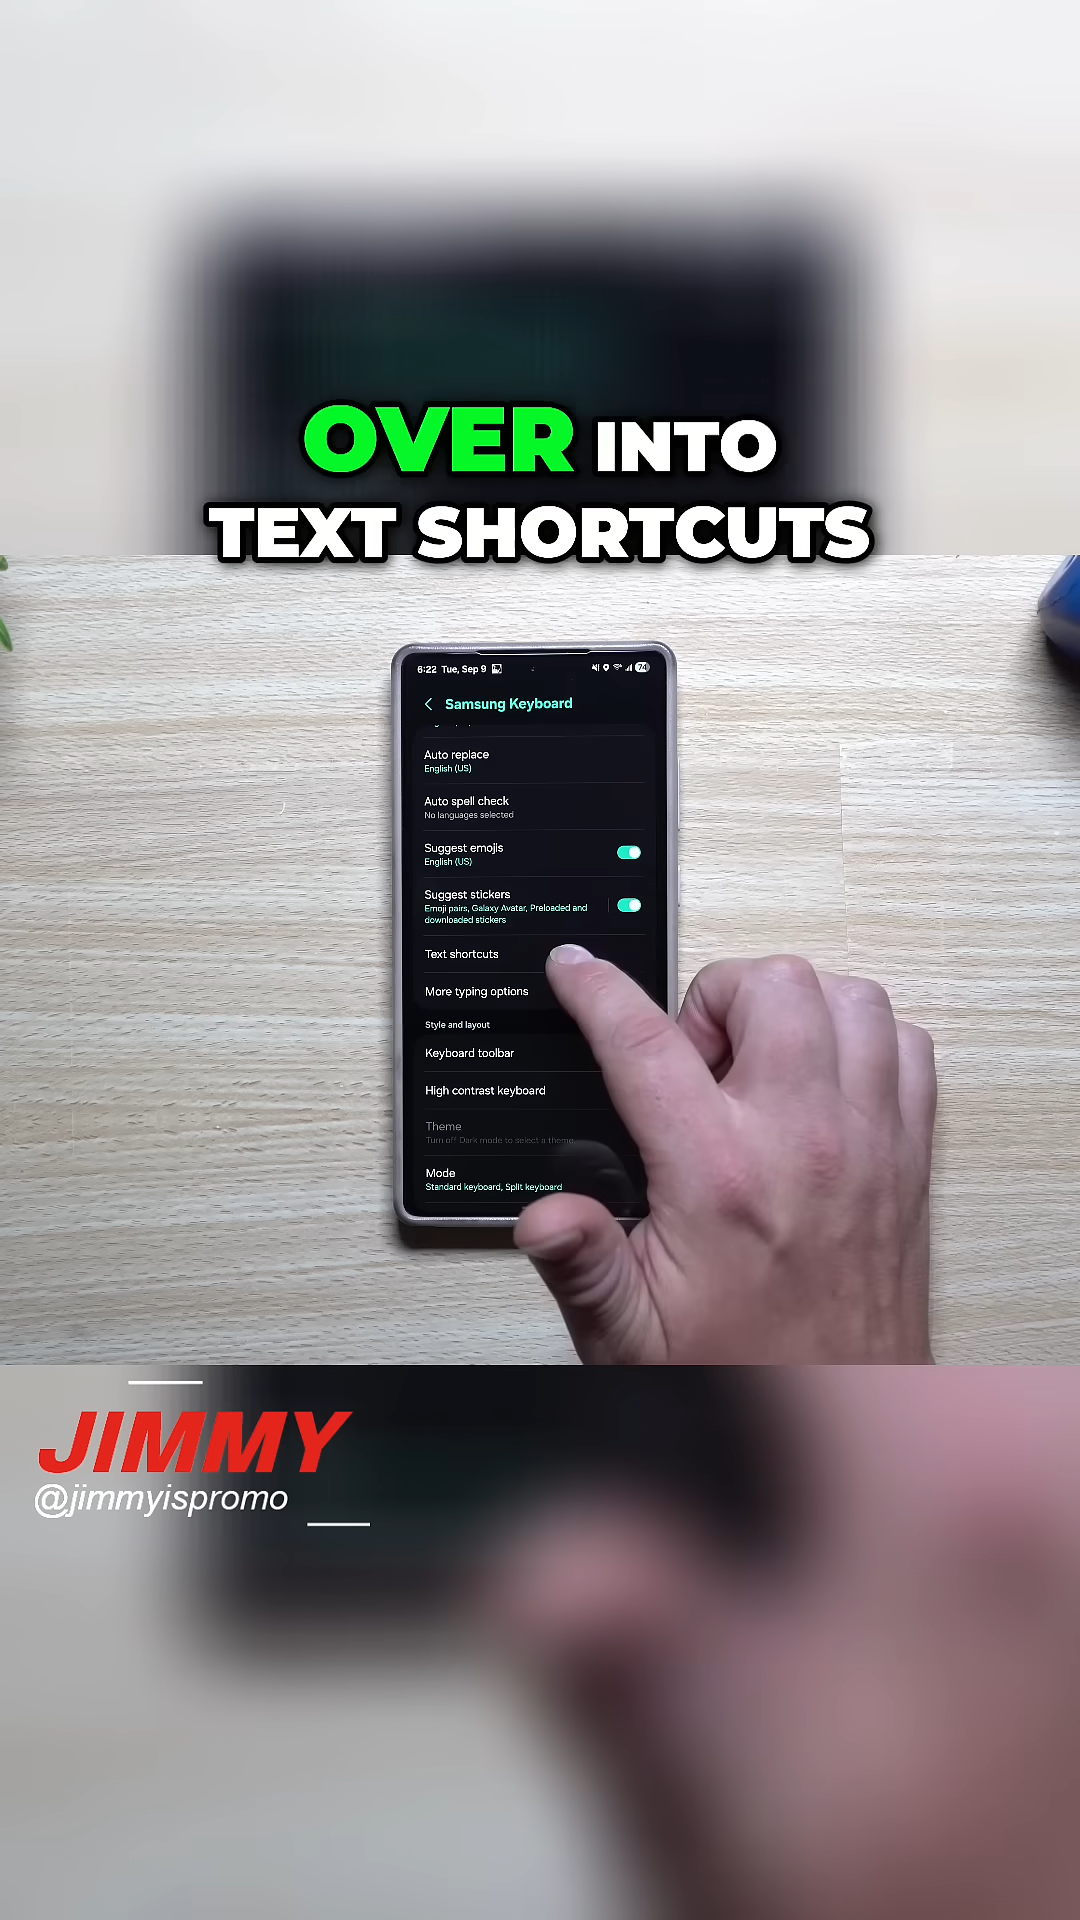 OVER INTO
TEXT SHORTCUTS
6:22 Tue, Sep 9
74
Samsung Keyboard
Auto replace
English (US)
Auto spell check
No languages selected
Suggest emojis
English (US)
Suggest stickers
Emoji pairs, Galaxy Avatar, Preloaded and
downloaded stickers
Text shortcuts
More typing options
Style and layout
Keyboard toolbar
High contrast keyboard
Theme
Turn off Dark mode to select a theme.
Mode
Standard keyboard, Split keyboard
JIMMY
@jimmyispromo